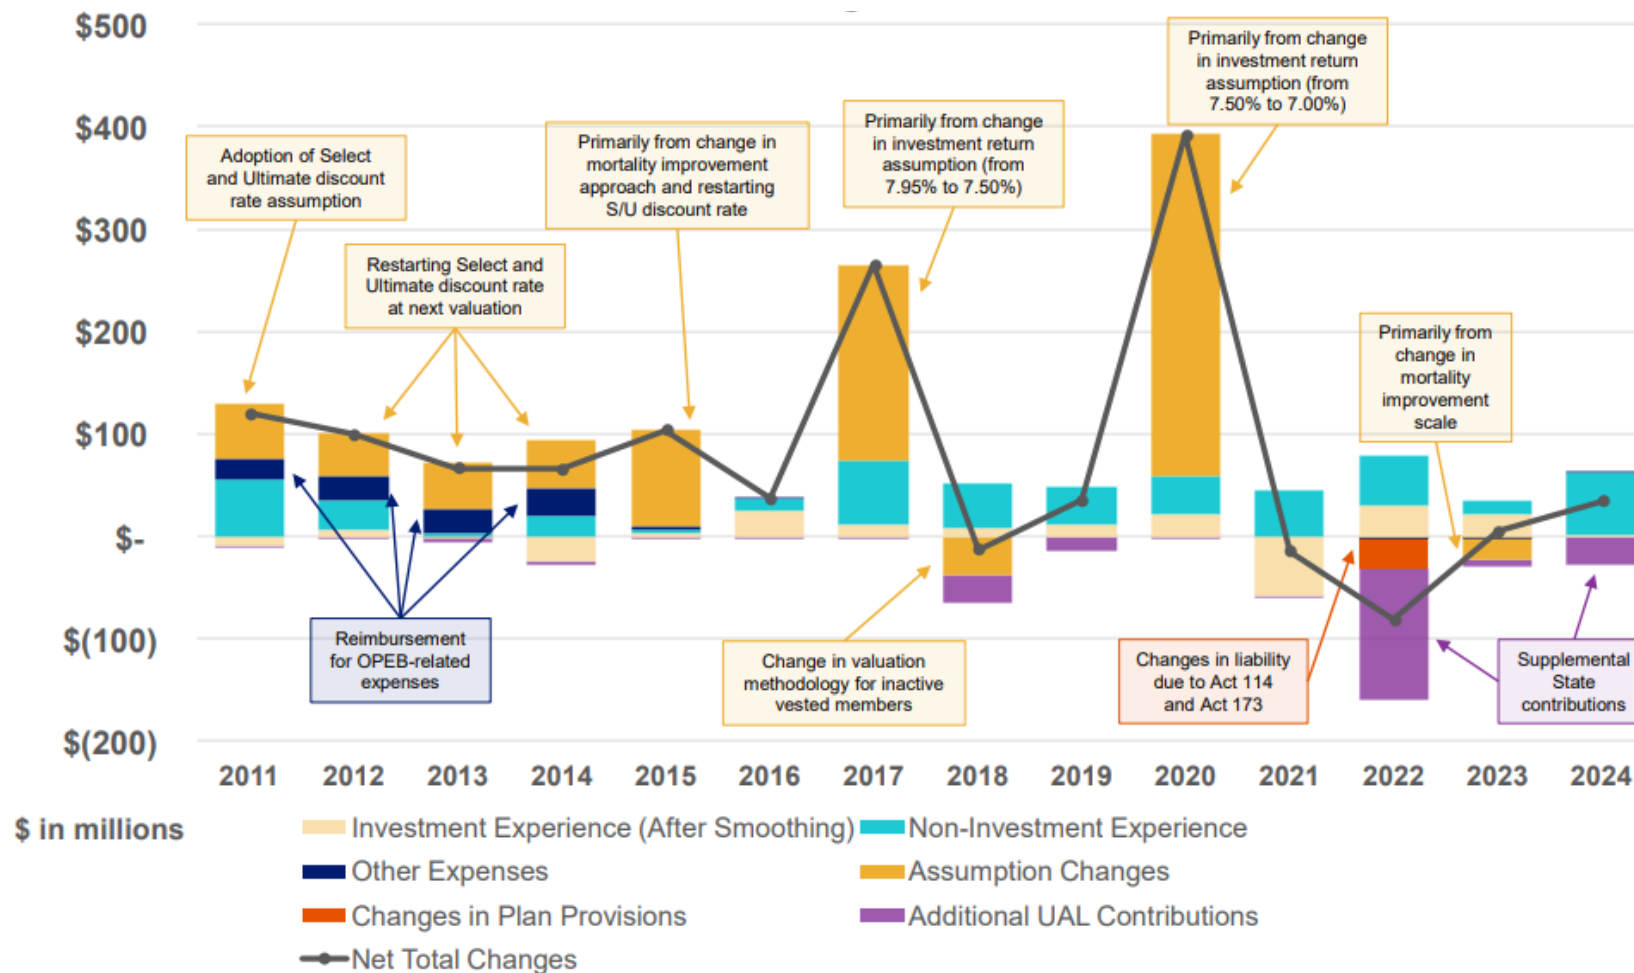 $500
$400
$300
$200
$100
$-
$(100)
$(200)
Adoption of Select
and Ultimate discount
rate assumption
Restarting Select and
Ultimate discount rate
at next valuation
Primarily from change in
mortality improvement
approach and restarting
S/U discount rate
Primarily from change
in investment return
assumption (from
7.95% to 7.50%)
Primarily from change
in investment return
assumption (from
7.50% to 7.00%)
Primarily from
change in
mortality
improvement
scale
Reimbursement
for OPEB-related
expenses
Change in valuation
methodology for inactive
vested members
Changes in liability
due to Act 114
and Act 173
Supplemental
State
contributions
2011 2012 2013 2014 2015 2016 2017 2018 2019 2020 2021 2022 2023 2024
$ in millions
Investment Experience (After Smoothing) Non-Investment Experience
Other Expenses Assumption Changes
Changes in Plan Provisions Additional UAL Contributions
Net Total Changes